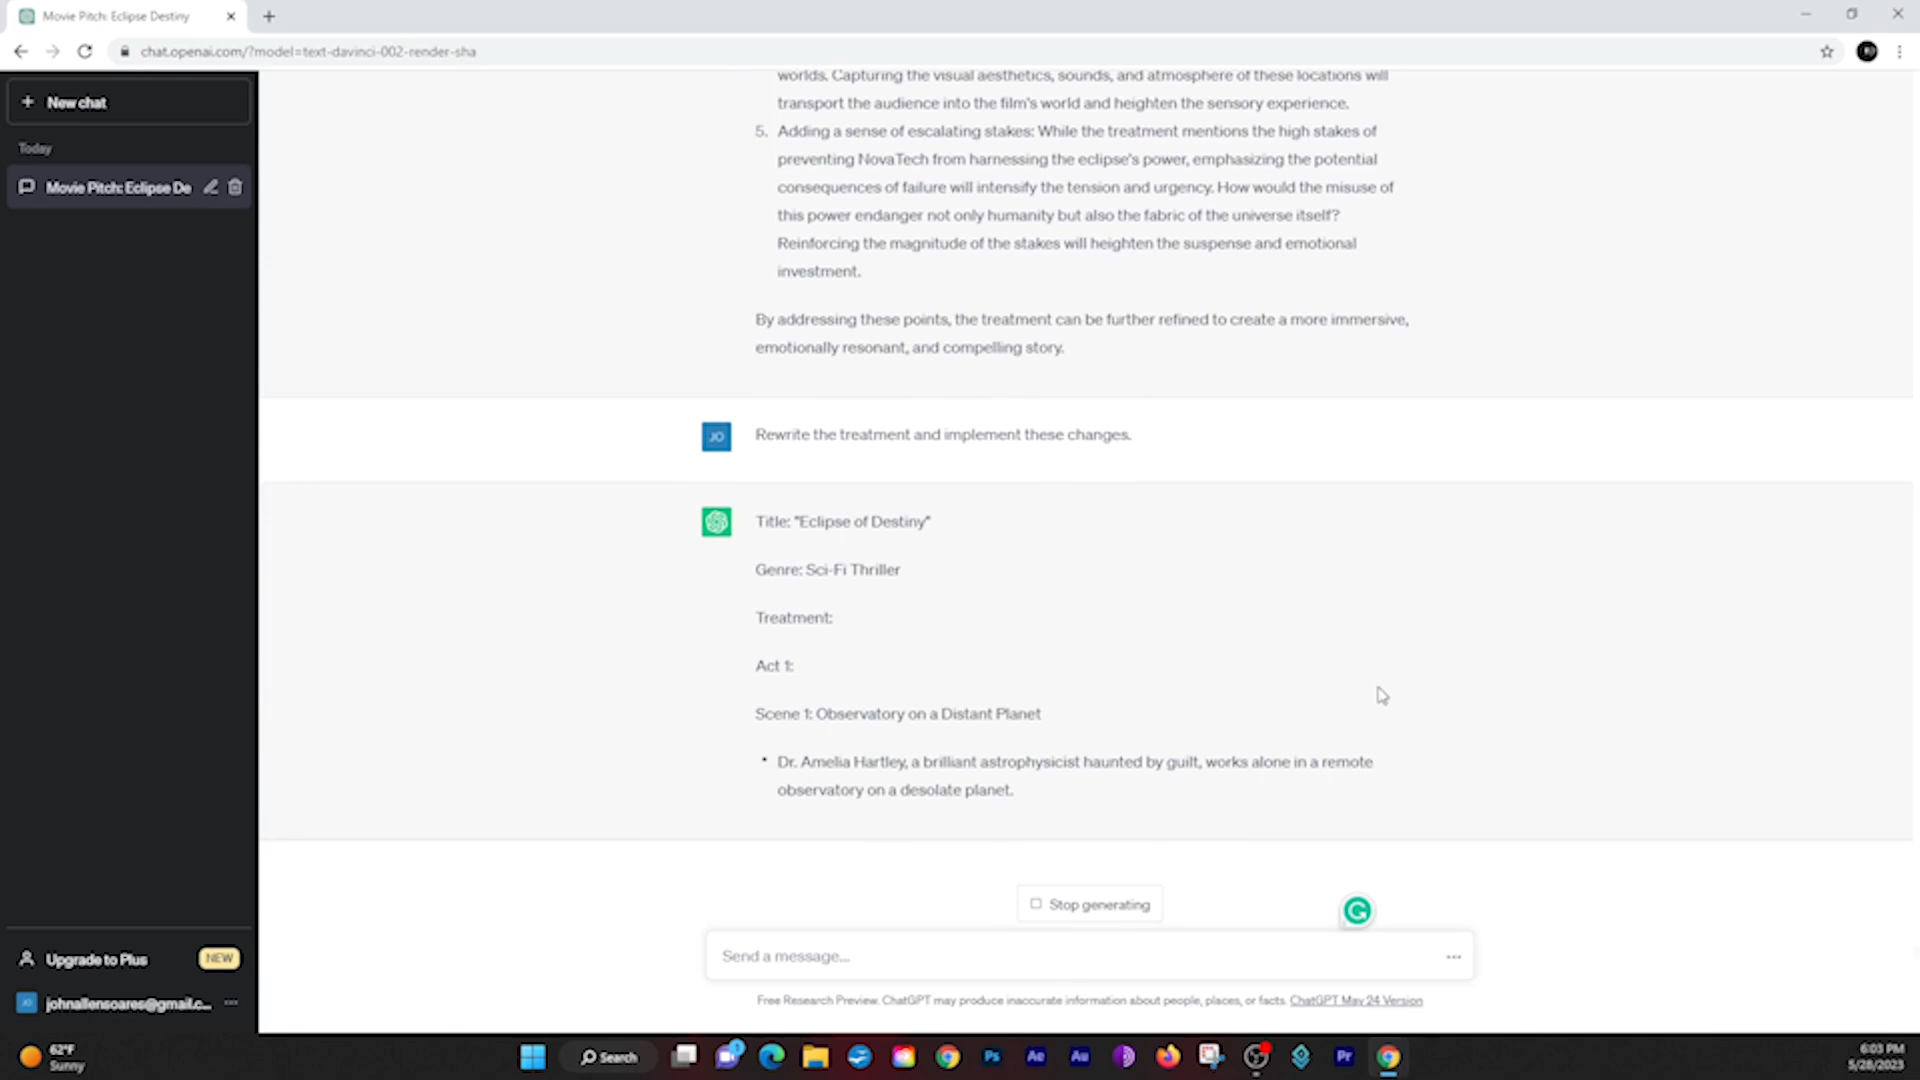 Movie Pitch: Eclipse Destiny
chat.openai.com/?model=text-davinci-002-render-sha
New chat
Today
Movie Pitch: Eclipse De
worlds. Capturing the visual aesthetics, sounds, and atmosphere of these locations will
transport the audience into the film's world and heighten the sensory experience.
5. Adding a sense of escalating stakes: While the treatment mentions the high stakes of
preventing NovaTech from harnessing the eclipse's power, emphasizing the potential
consequences of failure will intensify the tension and urgency. How would the misuse of
this power endanger not only humanity but also the fabric of the universe itself?
Reinforcing the magnitude of the stakes will heighten the suspense and emotional
investment.
By addressing these points, the treatment can be further refined to create a more immersive,
emotionally resonant, and compelling story.
JO
Rewrite the treatment and implement these changes.
Title: "Eclipse of Destiny"
Genre: Sci-Fi Thriller
Treatment:
Act 1:
Scene 1: Observatory on a Distant Planet
• Dr. Amelia Hartley, a brilliant astrophysicist haunted by guilt, works alone in a remote
observatory on a desolate planet.
Stop generating
Send a message...
Free Research Preview. ChatGPT may produce inaccurate information about people, places, or facts. ChatGPT May 24 Version
Upgrade to Plus
NEW
JO
johnallensoares@gmail.c...
62°F
Sunny
Search
1
Ps
Ae
Au
Pr
6:03 PM
5/28/2023